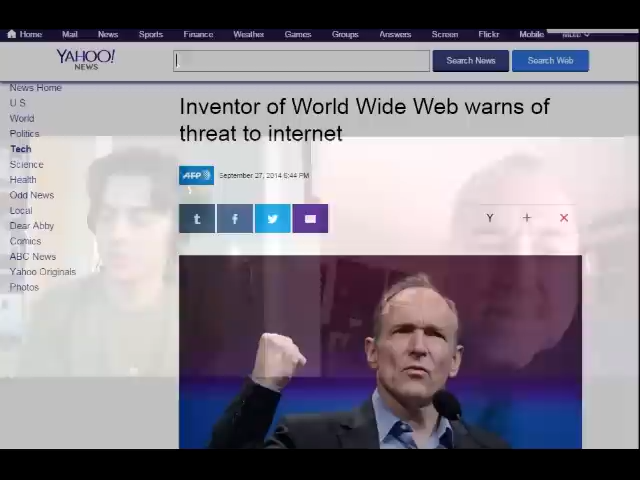 Home Mail News Sports Finance Weather Games Groups Answers Screen Flickr Mobile More
YAHOO!
NEWS
Search News
Search Web
News Home
U.S.
World
Politics
Tech
Science
Health
Odd News
Local
Dear Abby
Comics
ABC News
Yahoo Originals
Photos
Inventor of World Wide Web warns of
threat to internet
AFP
September 27, 2014 6:44 PM
t f
Y + ×